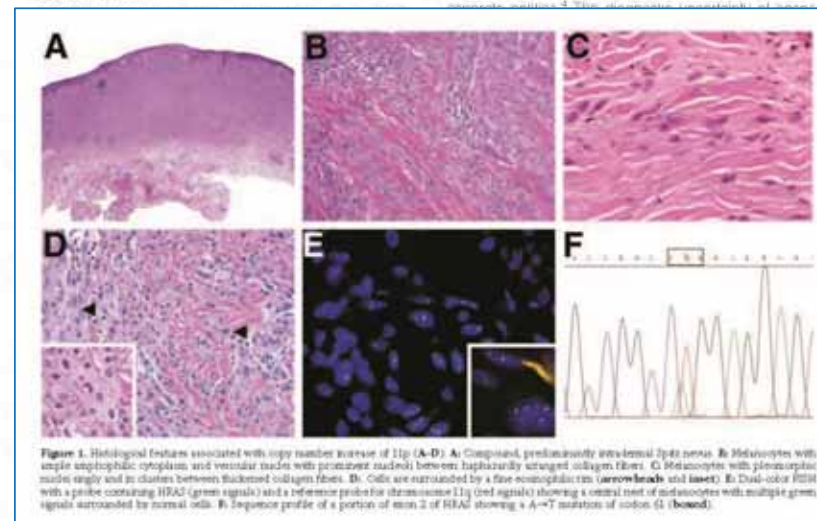 A
B
C
D
E
F
Figure 1. Histological features associated with copy number increase of 11p (A–D). A: Compound, predominantly intradermal Spitz nevus. B: Melanocytes with
ample amphophilic cytoplasm and vesicular nuclei with prominent nucleoli between haphazardly arranged collagen fibers. C: Melanocytes with pleomorphic
nuclei singly and in clusters between thickened collagen fibers. D: Cells are surrounded by a fine eosinophilic rim (arrowheads and inset). E: Dual-color FISH
with a probe containing HRAS (green signals) and a reference probe for chromosome 11q (red signals) showing a central nest of melanocytes with multiple green
signals surrounded by normal cells. F: Sequence profile of a portion of exon 2 of HRAS showing a A→T mutation of codon 61 (boxed).